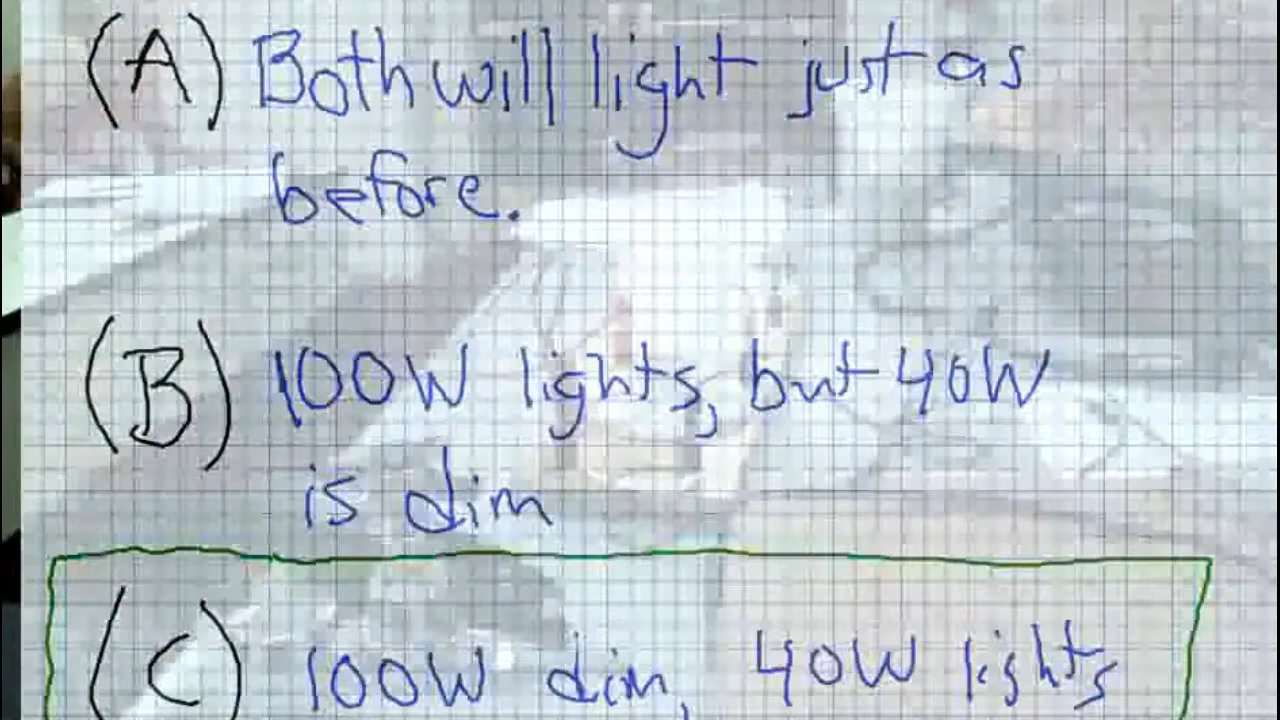 (A) Both will light just as
before.
(B) 100W lights, but 40W
is dim
(C) 100W dim, 40W lights